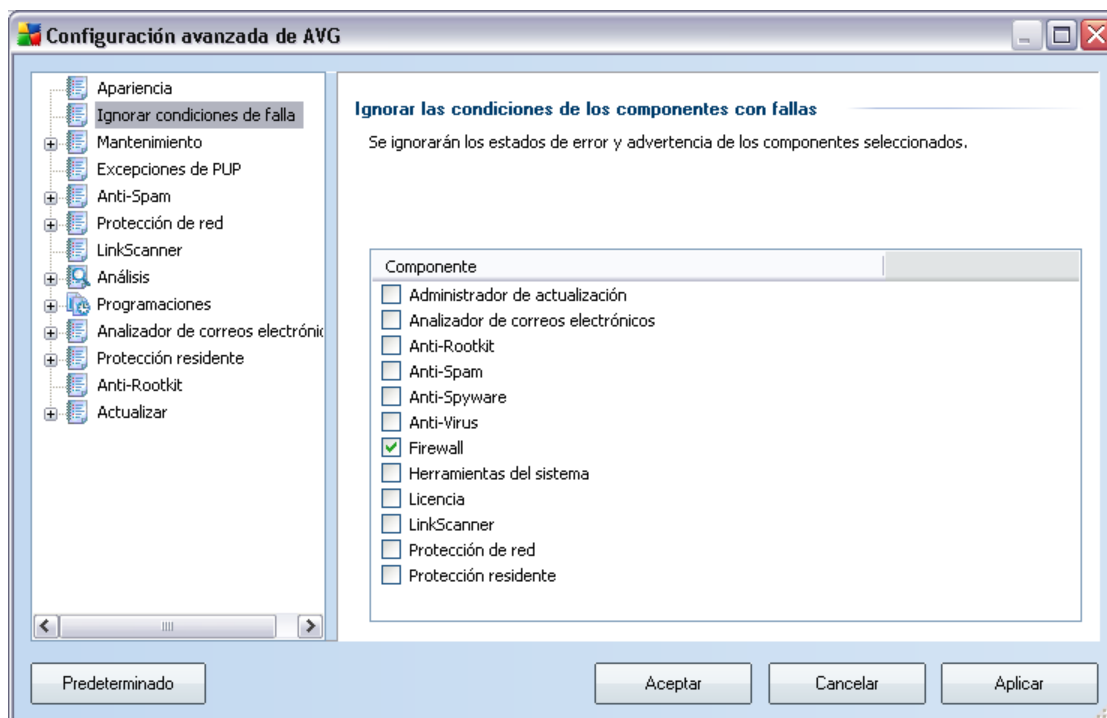 Configuración avanzada de AVG
Apariencia
Ignorar condiciones de falla
Mantenimiento
Excepciones de PUP
Anti-Spam
Protección de red
LinkScanner
Análisis
Programaciones
Analizador de correos electrónic
Protección residente
Anti-Rootkit
Actualizar
Ignorar las condiciones de los componentes con fallas
Se ignorarán los estados de error y advertencia de los componentes seleccionados.
Componente
Administrador de actualización
Analizador de correos electrónicos
Anti-Rootkit
Anti-Spam
Anti-Spyware
Anti-Virus
Firewall
Herramientas del sistema
Licencia
LinkScanner
Protección de red
Protección residente
Predeterminado
Aceptar
Cancelar
Aplicar